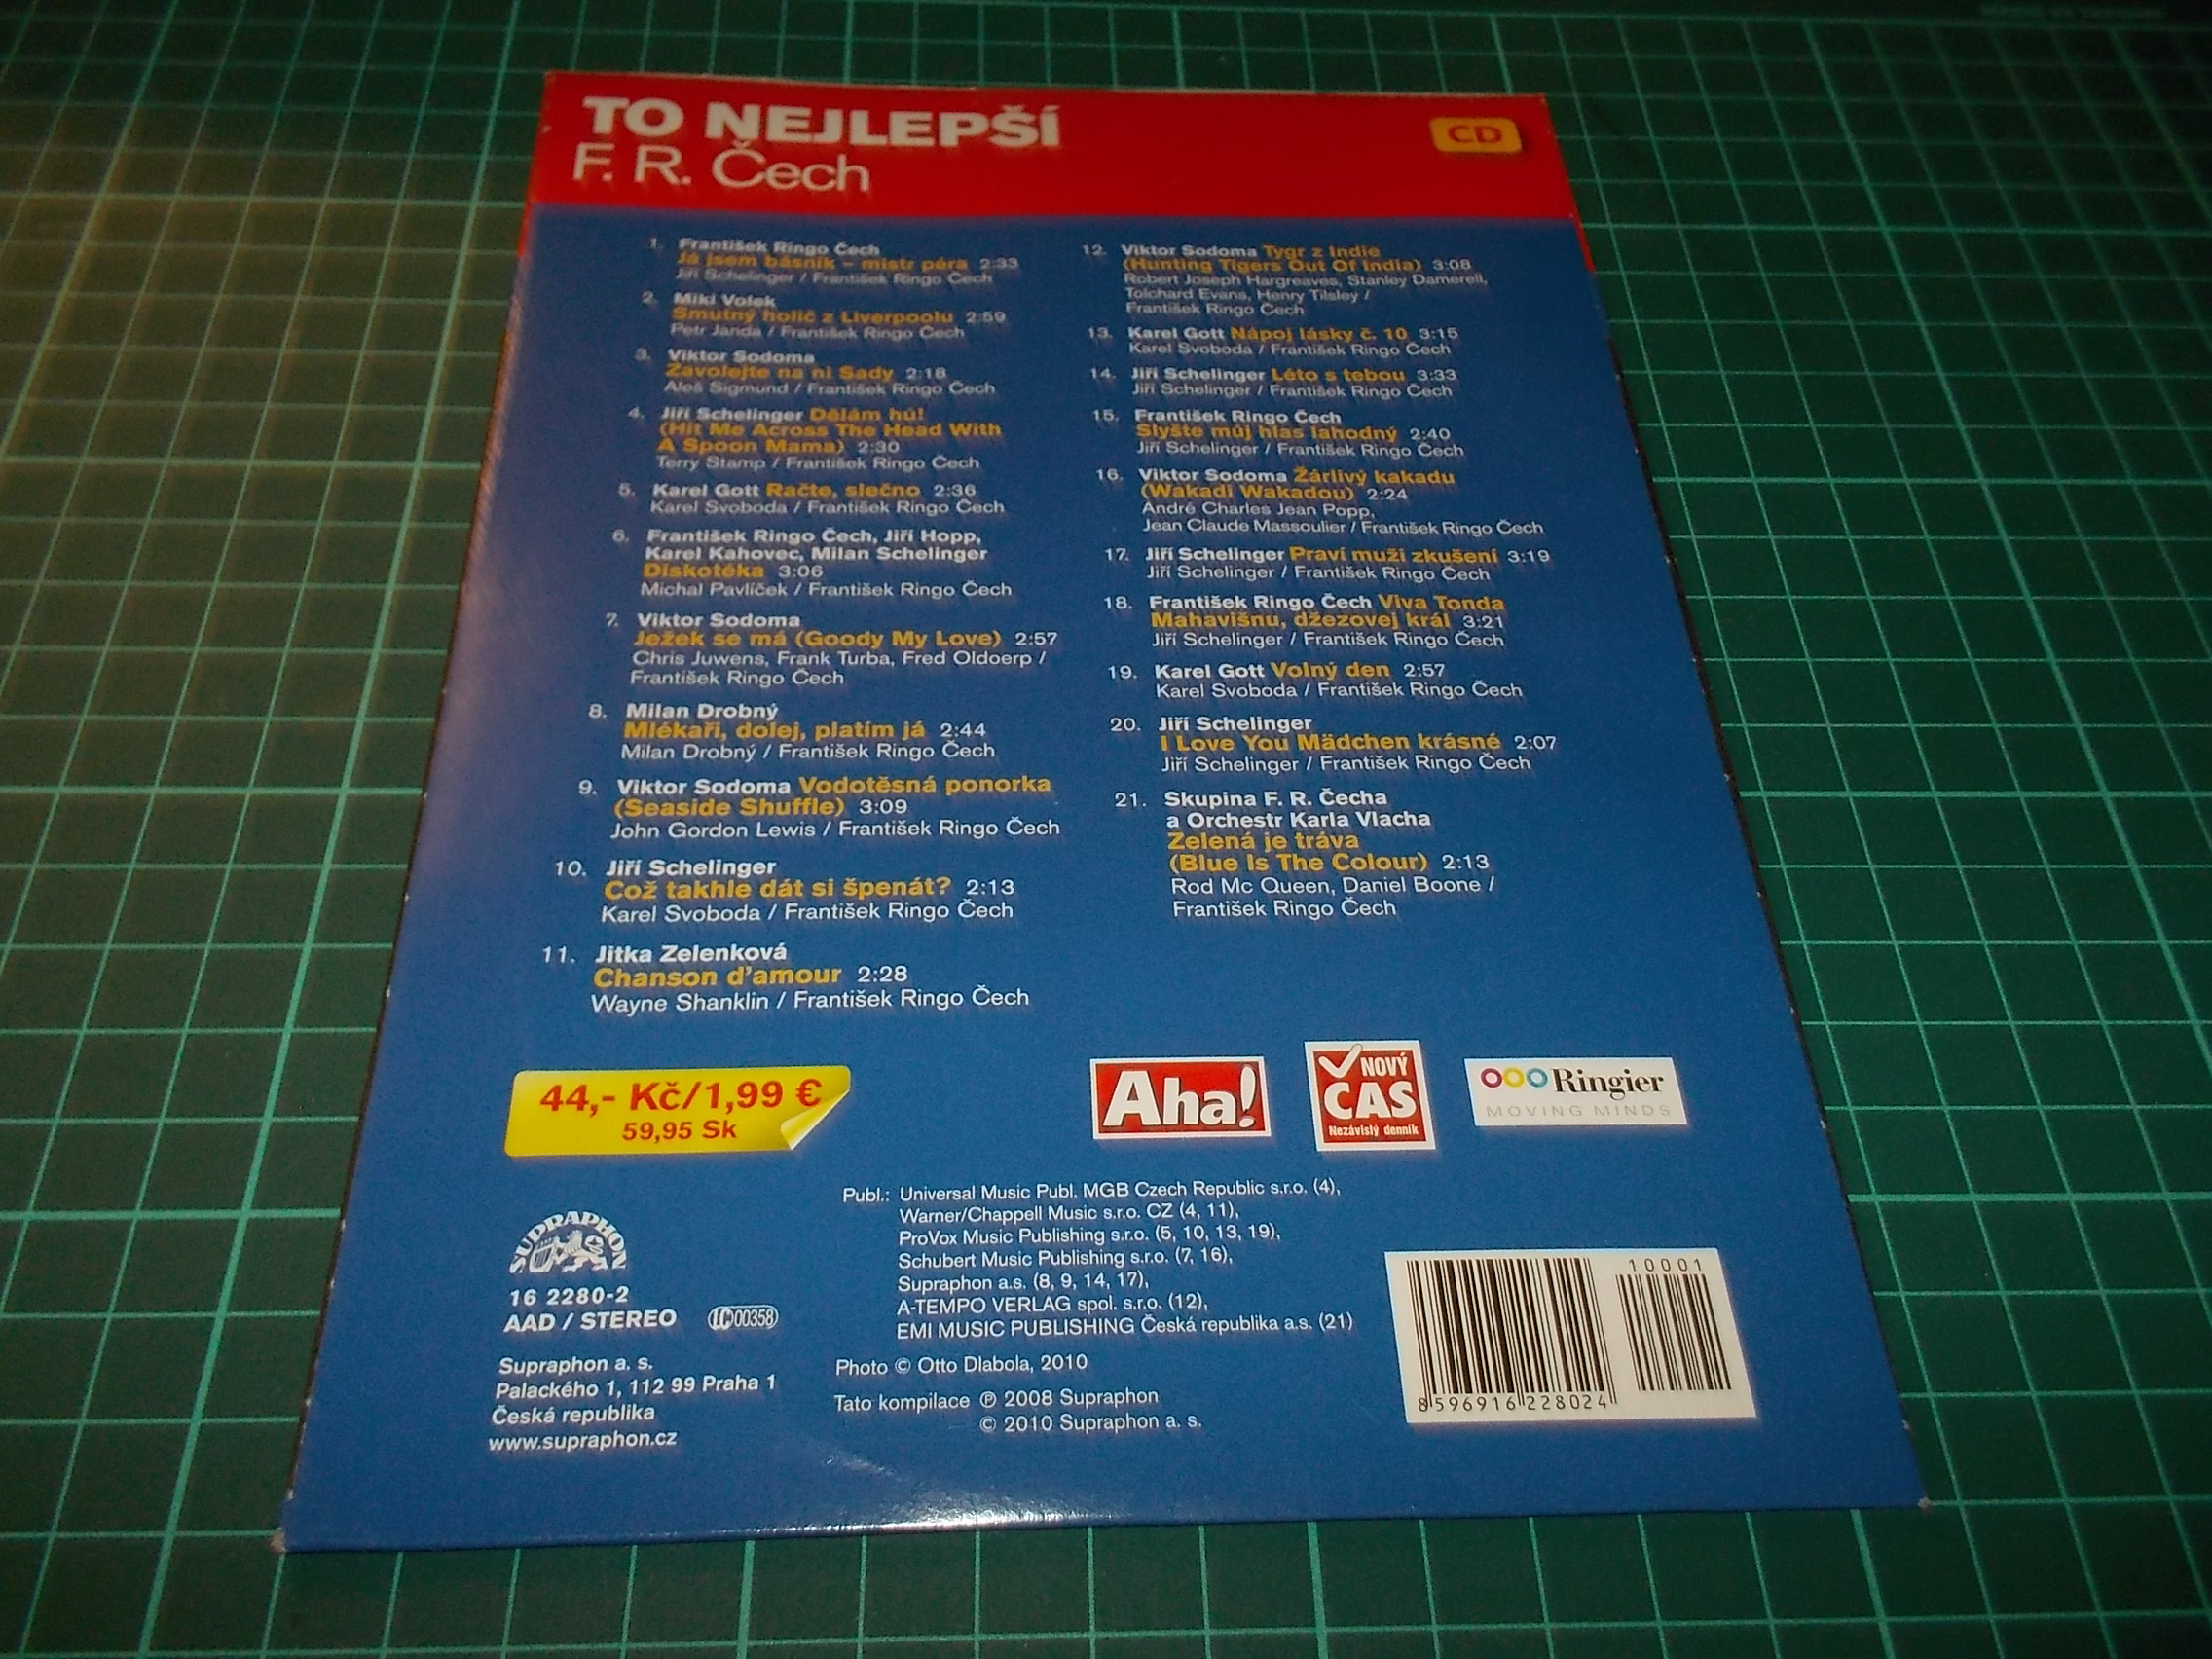 TO NEJLEPŠÍ
F. R. Čech
CD
1. František Ringo Čech
Já jsem básník – mistr péra 2:33
Jiří Schelinger / František Ringo Čech
2. Miki Volek
Smutný holič z Liverpoolu 2:59
Petr Janda / František Ringo Čech
3. Viktor Sodoma
Zavolejte na ni Sady 2:18
Aleš Sigmund / František Ringo Čech
4. Jiří Schelinger Dělám hú!
(Hit Me Across The Head With
A Spoon Mama) 2:30
Terry Stamp / František Ringo Čech
5. Karel Gott Račte, slečno 2:36
Karel Svoboda / František Ringo Čech
6. František Ringo Čech, Jiří Hopp,
Karel Kahovec, Milan Schelinger
Diskotéka 3:06
Michal Pavlíček / František Ringo Čech
7. Viktor Sodoma
Ježek se má (Goody My Love) 2:57
Chris Juwens, Frank Turba, Fred Oldoerp /
František Ringo Čech
8. Milan Drobný
Mlékaři, dolej, platím já 2:44
Milan Drobný / František Ringo Čech
9. Viktor Sodoma Vodotěsná ponorka
(Seaside Shuffle) 3:09
John Gordon Lewis / František Ringo Čech
10. Jiří Schelinger
Což takhle dát si špenát? 2:13
Karel Svoboda / František Ringo Čech
11. Jitka Zelenková
Chanson d'amour 2:28
Wayne Shanklin / František Ringo Čech
12. Viktor Sodoma Tygr z Indie
(Hunting Tigers Out Of India) 3:08
Robert Joseph Hargreaves, Stanley Damerell,
Tolchard Evans, Henry Tilsley /
František Ringo Čech
13. Karel Gott Nápoj lásky č. 10 3:15
Karel Svoboda / František Ringo Čech
14. Jiří Schelinger Léto s tebou 3:33
Jiří Schelinger / František Ringo Čech
15. František Ringo Čech
Slyšte můj hlas lahodný 2:40
Jiří Schelinger / František Ringo Čech
16. Viktor Sodoma Žárlivý kakadu
(Wakadi Wakadou) 2:24
André Charles Jean Popp,
Jean Claude Massoulier / František Ringo Čech
17. Jiří Schelinger Praví muži zkušení 3:19
Jiří Schelinger / František Ringo Čech
18. František Ringo Čech Viva Tonda
Mahavišnu, džezovej král 3:21
Jiří Schelinger / František Ringo Čech
19. Karel Gott Volný den 2:57
Karel Svoboda / František Ringo Čech
20. Jiří Schelinger
I Love You Mädchen krásné 2:07
Jiří Schelinger / František Ringo Čech
21. Skupina F. R. Čecha
a Orchestr Karla Vlacha
Zelená je tráva
(Blue Is The Colour) 2:13
Rod Mc Queen, Daniel Boone /
František Ringo Čech
44,- Kč/1,99 €
59,95 Sk
Aha!
NOVÝ
ČAS
Nezávislý denník
Ringier
MOVING MINDS
SUPRAPHON
16 2280-2
AAD / STEREO
LC 00358
Supraphon a. s.
Palackého 1, 112 99 Praha 1
Česká republika
www.supraphon.cz
Publ.: Universal Music Publ. MGB Czech Republic s.r.o. (4),
Warner/Chappell Music s.r.o. CZ (4, 11),
ProVox Music Publishing s.r.o. (5, 10, 13, 19),
Schubert Music Publishing s.r.o. (7, 16),
Supraphon a.s. (8, 9, 14, 17),
A-TEMPO VERLAG spol. s.r.o. (12),
EMI MUSIC PUBLISHING Česká republika a.s. (21)
Photo © Otto Dlabola, 2010
Tato kompilace ℗ 2008 Supraphon
© 2010 Supraphon a. s.
10001
8 596916 228024